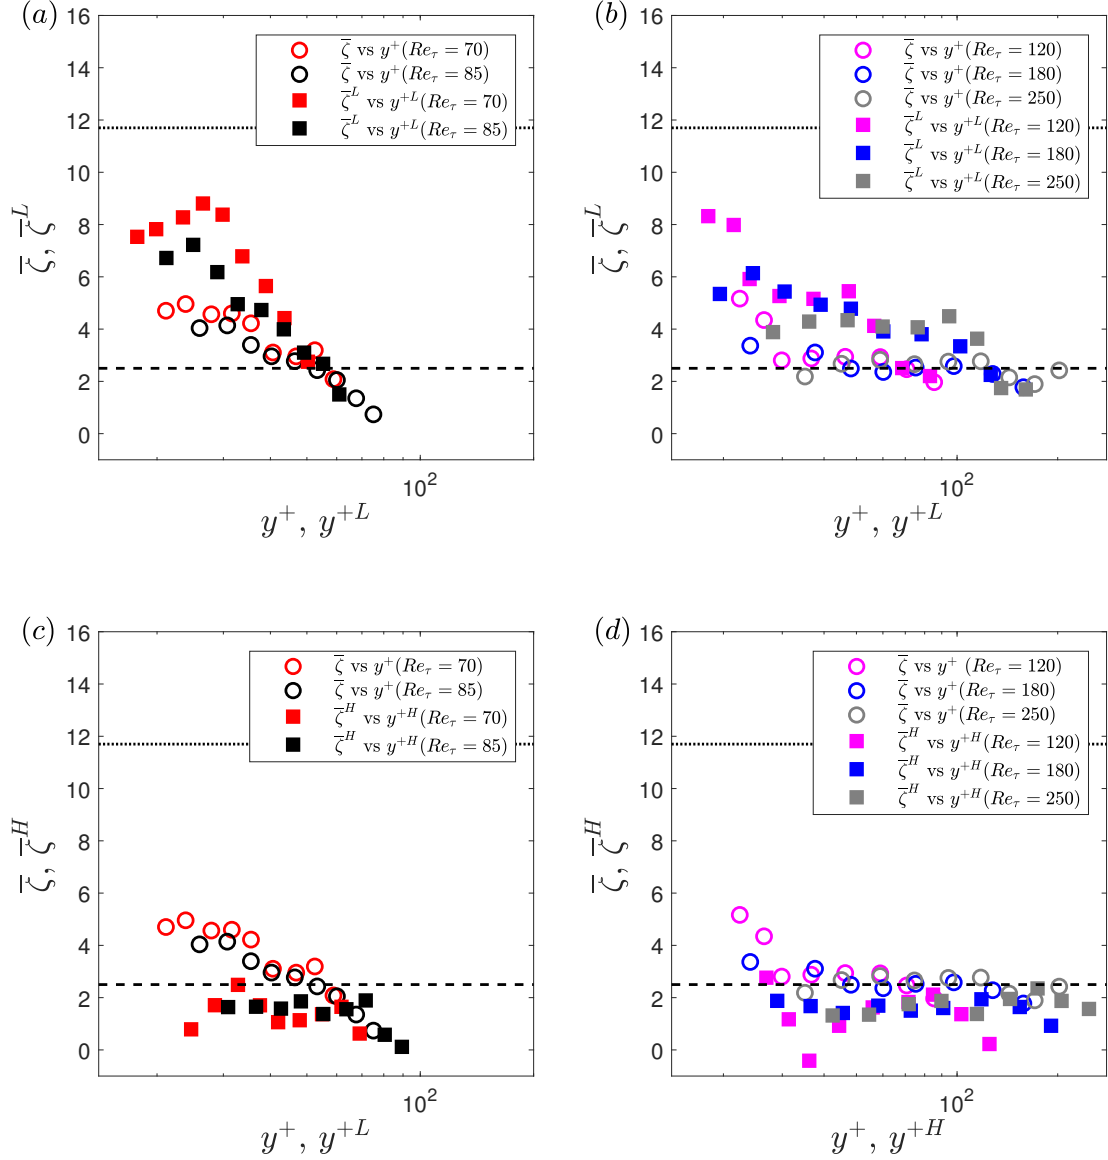 (a)
16
14
12
10
8
6
4
2
0
ζ̅, ζ̅^L
10^2
y^+, y^{+L}
ζ̅ vs y^+(Re_τ = 70)
ζ̅ vs y^+(Re_τ = 85)
ζ̅^L vs y^{+L}(Re_τ = 70)
ζ̅^L vs y^{+L}(Re_τ = 85)
(b)
16
14
12
10
8
6
4
2
0
ζ̅, ζ̅^L
10^2
y^+, y^{+L}
ζ̅ vs y^+(Re_τ = 120)
ζ̅ vs y^+(Re_τ = 180)
ζ̅ vs y^+(Re_τ = 250)
ζ̅^L vs y^{+L}(Re_τ = 120)
ζ̅^L vs y^{+L}(Re_τ = 180)
ζ̅^L vs y^{+L}(Re_τ = 250)
(c)
16
14
12
10
8
6
4
2
0
ζ̅, ζ̅^H
10^2
y^+, y^{+L}
ζ̅ vs y^+(Re_τ = 70)
ζ̅ vs y^+(Re_τ = 85)
ζ̅^H vs y^{+H}(Re_τ = 70)
ζ̅^H vs y^{+H}(Re_τ = 85)
(d)
16
14
12
10
8
6
4
2
0
ζ̅, ζ̅^H
10^2
y^+, y^{+H}
ζ̅ vs y^+ (Re_τ = 120)
ζ̅ vs y^+(Re_τ = 180)
ζ̅ vs y^+(Re_τ = 250)
ζ̅^H vs y^{+H}(Re_τ = 120)
ζ̅^H vs y^{+H}(Re_τ = 180)
ζ̅^H vs y^{+H}(Re_τ = 250)